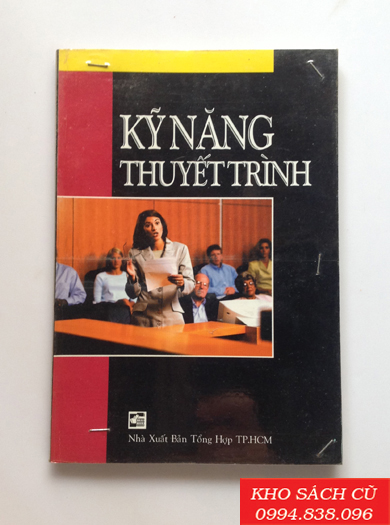 KỸ NĂNG
THUYẾT TRÌNH
Nhà Xuất Bản Tổng Hợp TP.HCM
KHO SÁCH CŨ
0994.838.096